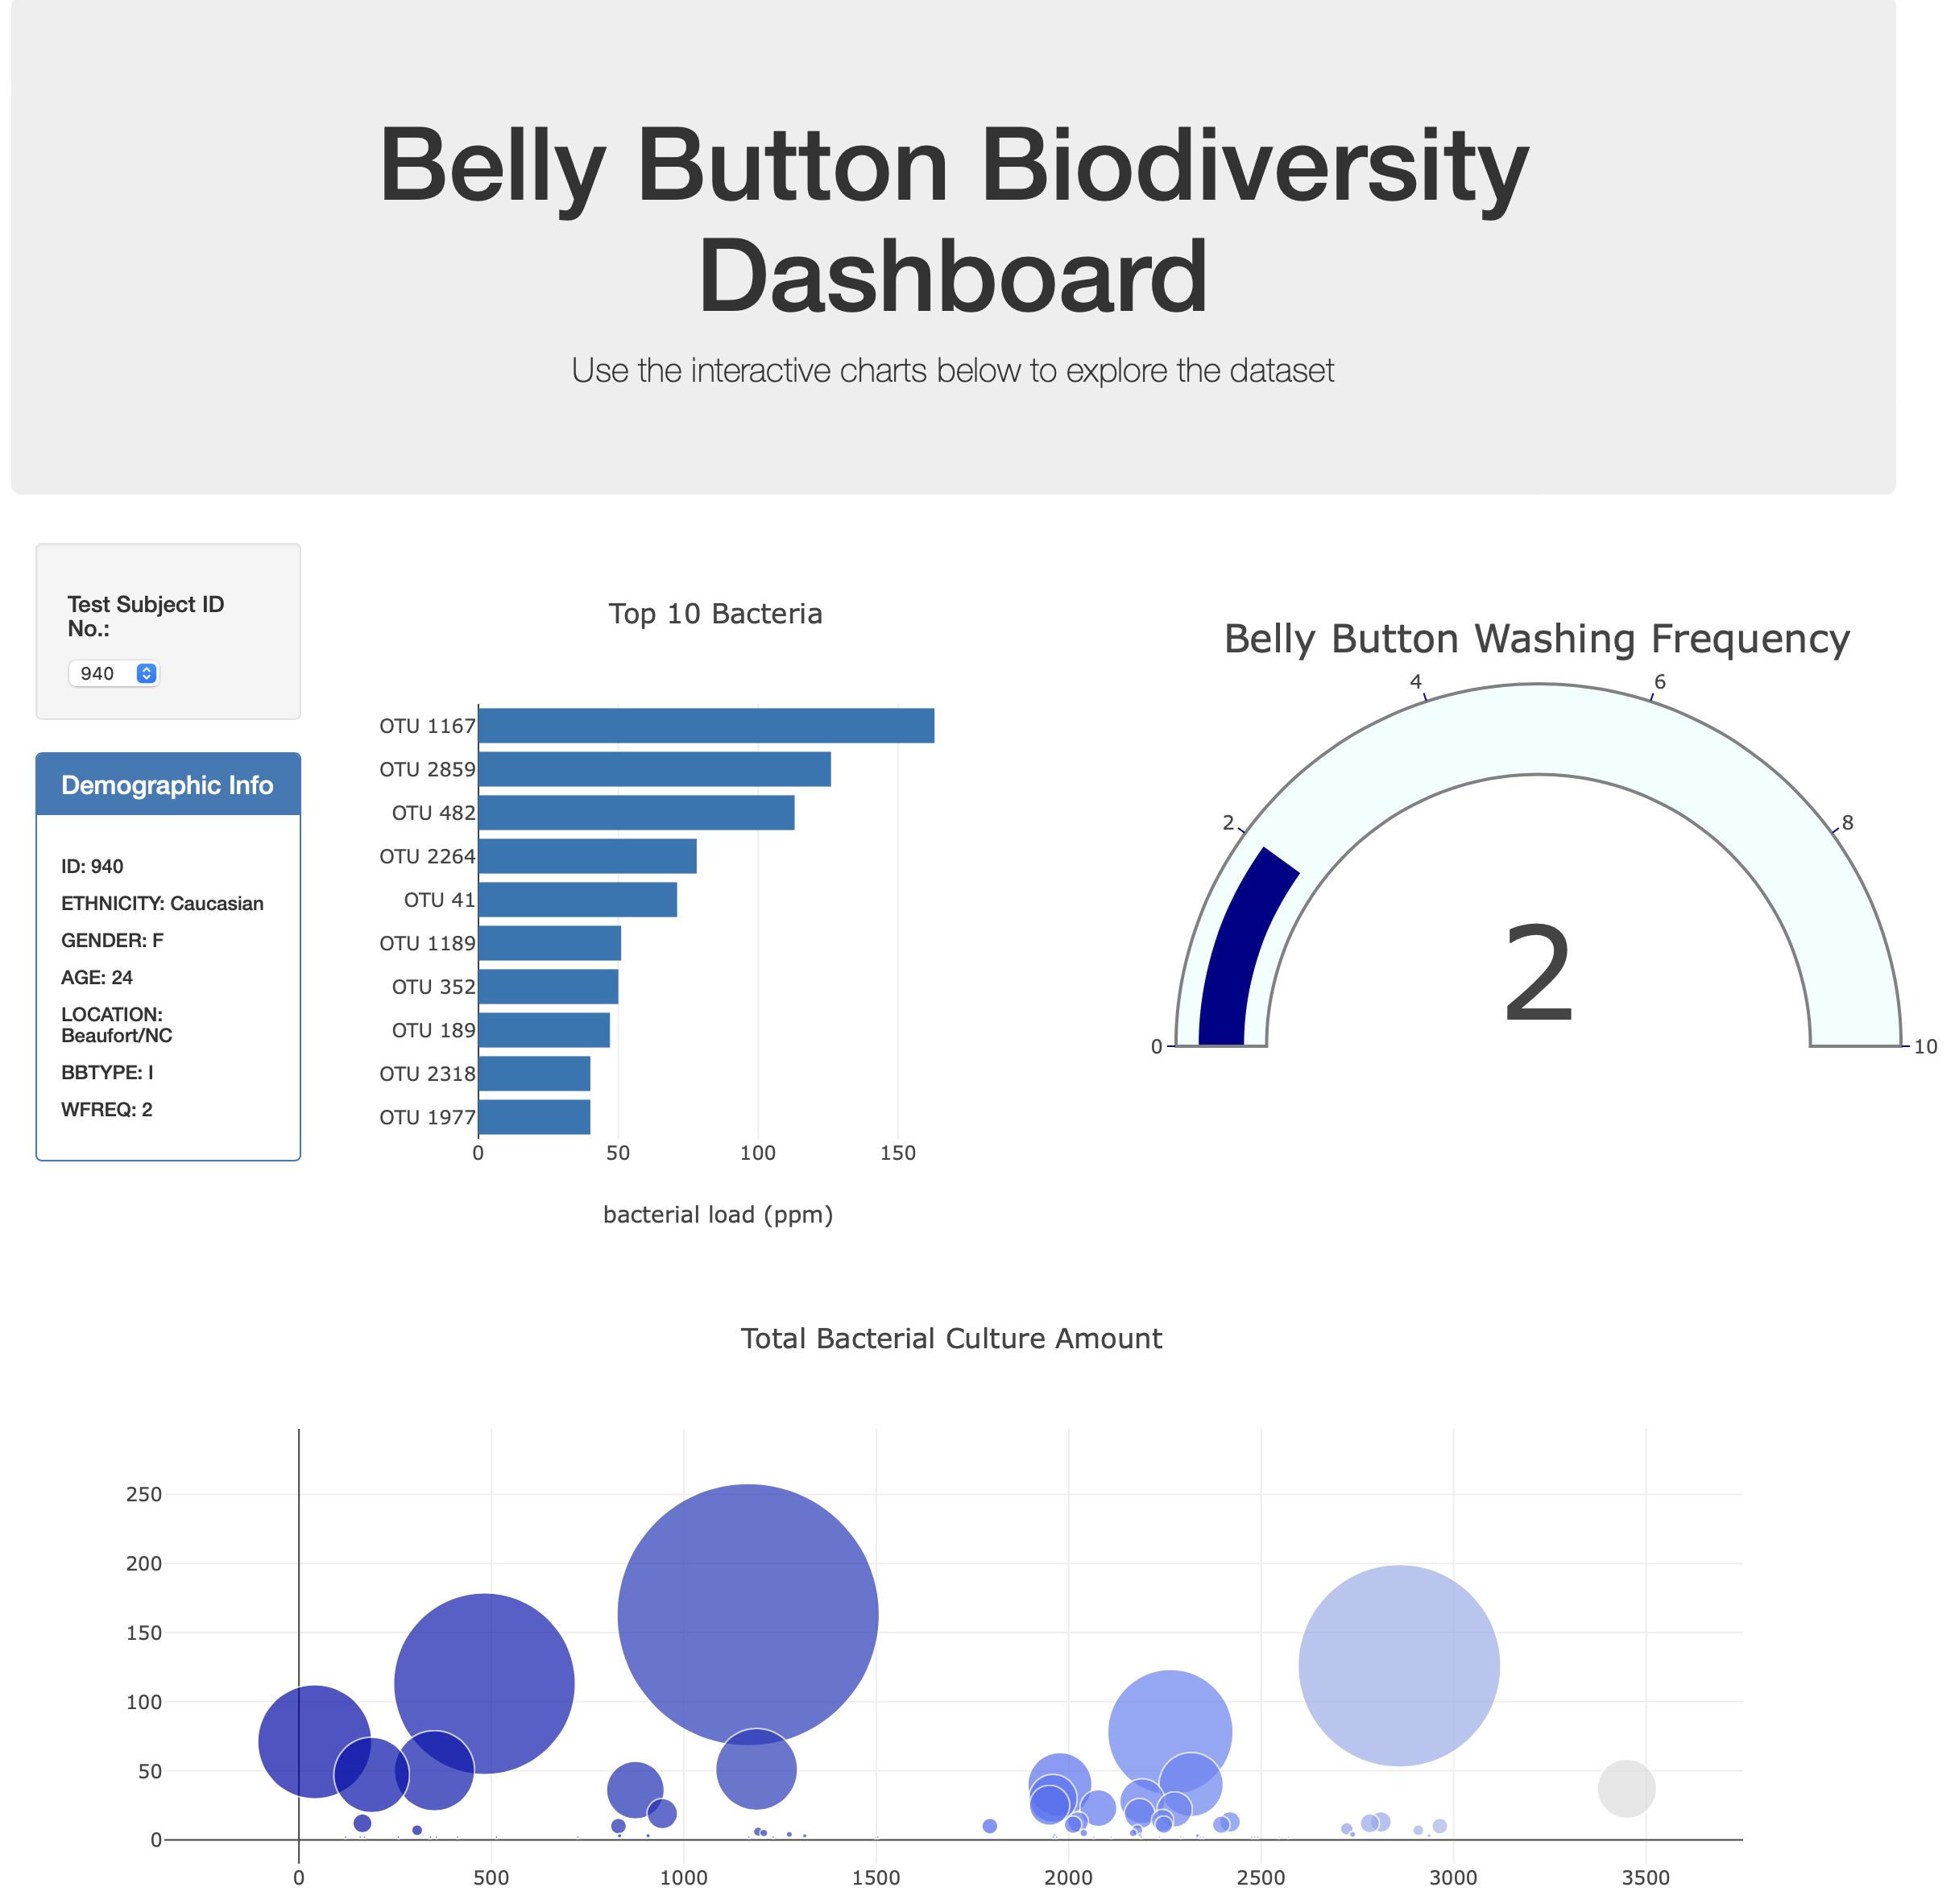 Belly Button Biodiversity
Dashboard
Use the interactive charts below to explore the dataset
Test Subject ID
No.:
940
Demographic Info
ID: 940
ETHNICITY: Caucasian
GENDER: F
AGE: 24
LOCATION:
Beaufort/NC
BBTYPE: I
WFREQ: 2
Top 10 Bacteria
OTU 1167
OTU 2859
OTU 482
OTU 2264
OTU 41
OTU 1189
OTU 352
OTU 189
OTU 2318
OTU 1977
0 50 100 150
bacterial load (ppm)
Belly Button Washing Frequency
4 6
2 8
2
0 10
Total Bacterial Culture Amount
250
200
150
100
50
0
0 500 1000 1500 2000 2500 3000 3500